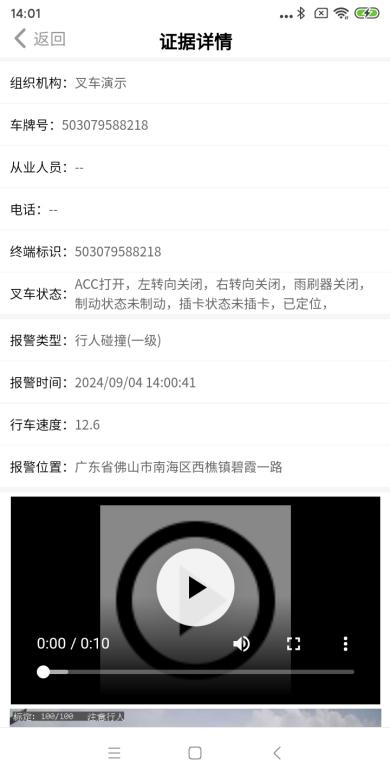 14:01
返回
证据详情
组织机构：叉车演示
车牌号：503079588218
从业人员：--
电话：--
终端标识：503079588218
叉车状态：ACC打开，左转向关闭，右转向关闭，雨刷器关闭，
制动状态未制动，插卡状态未插卡，已定位，
报警类型：行人碰撞(一级)
报警时间：2024/09/04 14:00:41
行车速度：12.6
报警位置：广东省佛山市南海区西樵镇碧霞一路
0:00 / 0:10
标定: 100/100 注意行人